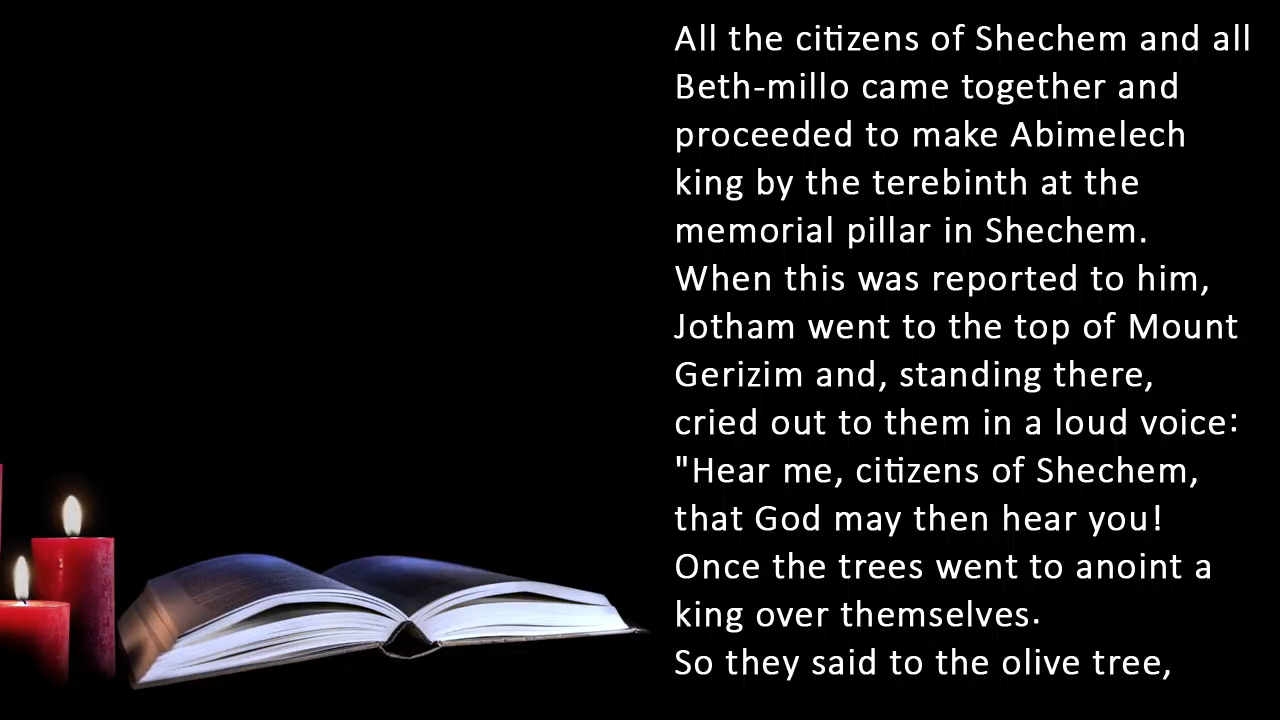 All the citizens of Shechem and all
Beth-millo came together and
proceeded to make Abimelech
king by the terebinth at the
memorial pillar in Shechem.
When this was reported to him,
Jotham went to the top of Mount
Gerizim and, standing there,
cried out to them in a loud voice:
"Hear me, citizens of Shechem,
that God may then hear you!
Once the trees went to anoint a
king over themselves.
So they said to the olive tree,